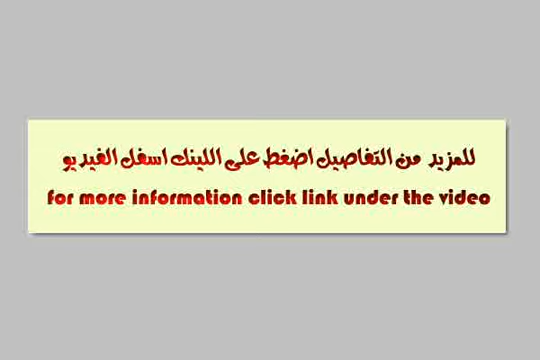 للمزيد من التفاصيل اضغط على اللينك اسفل الفيديو
for more information click link under the video